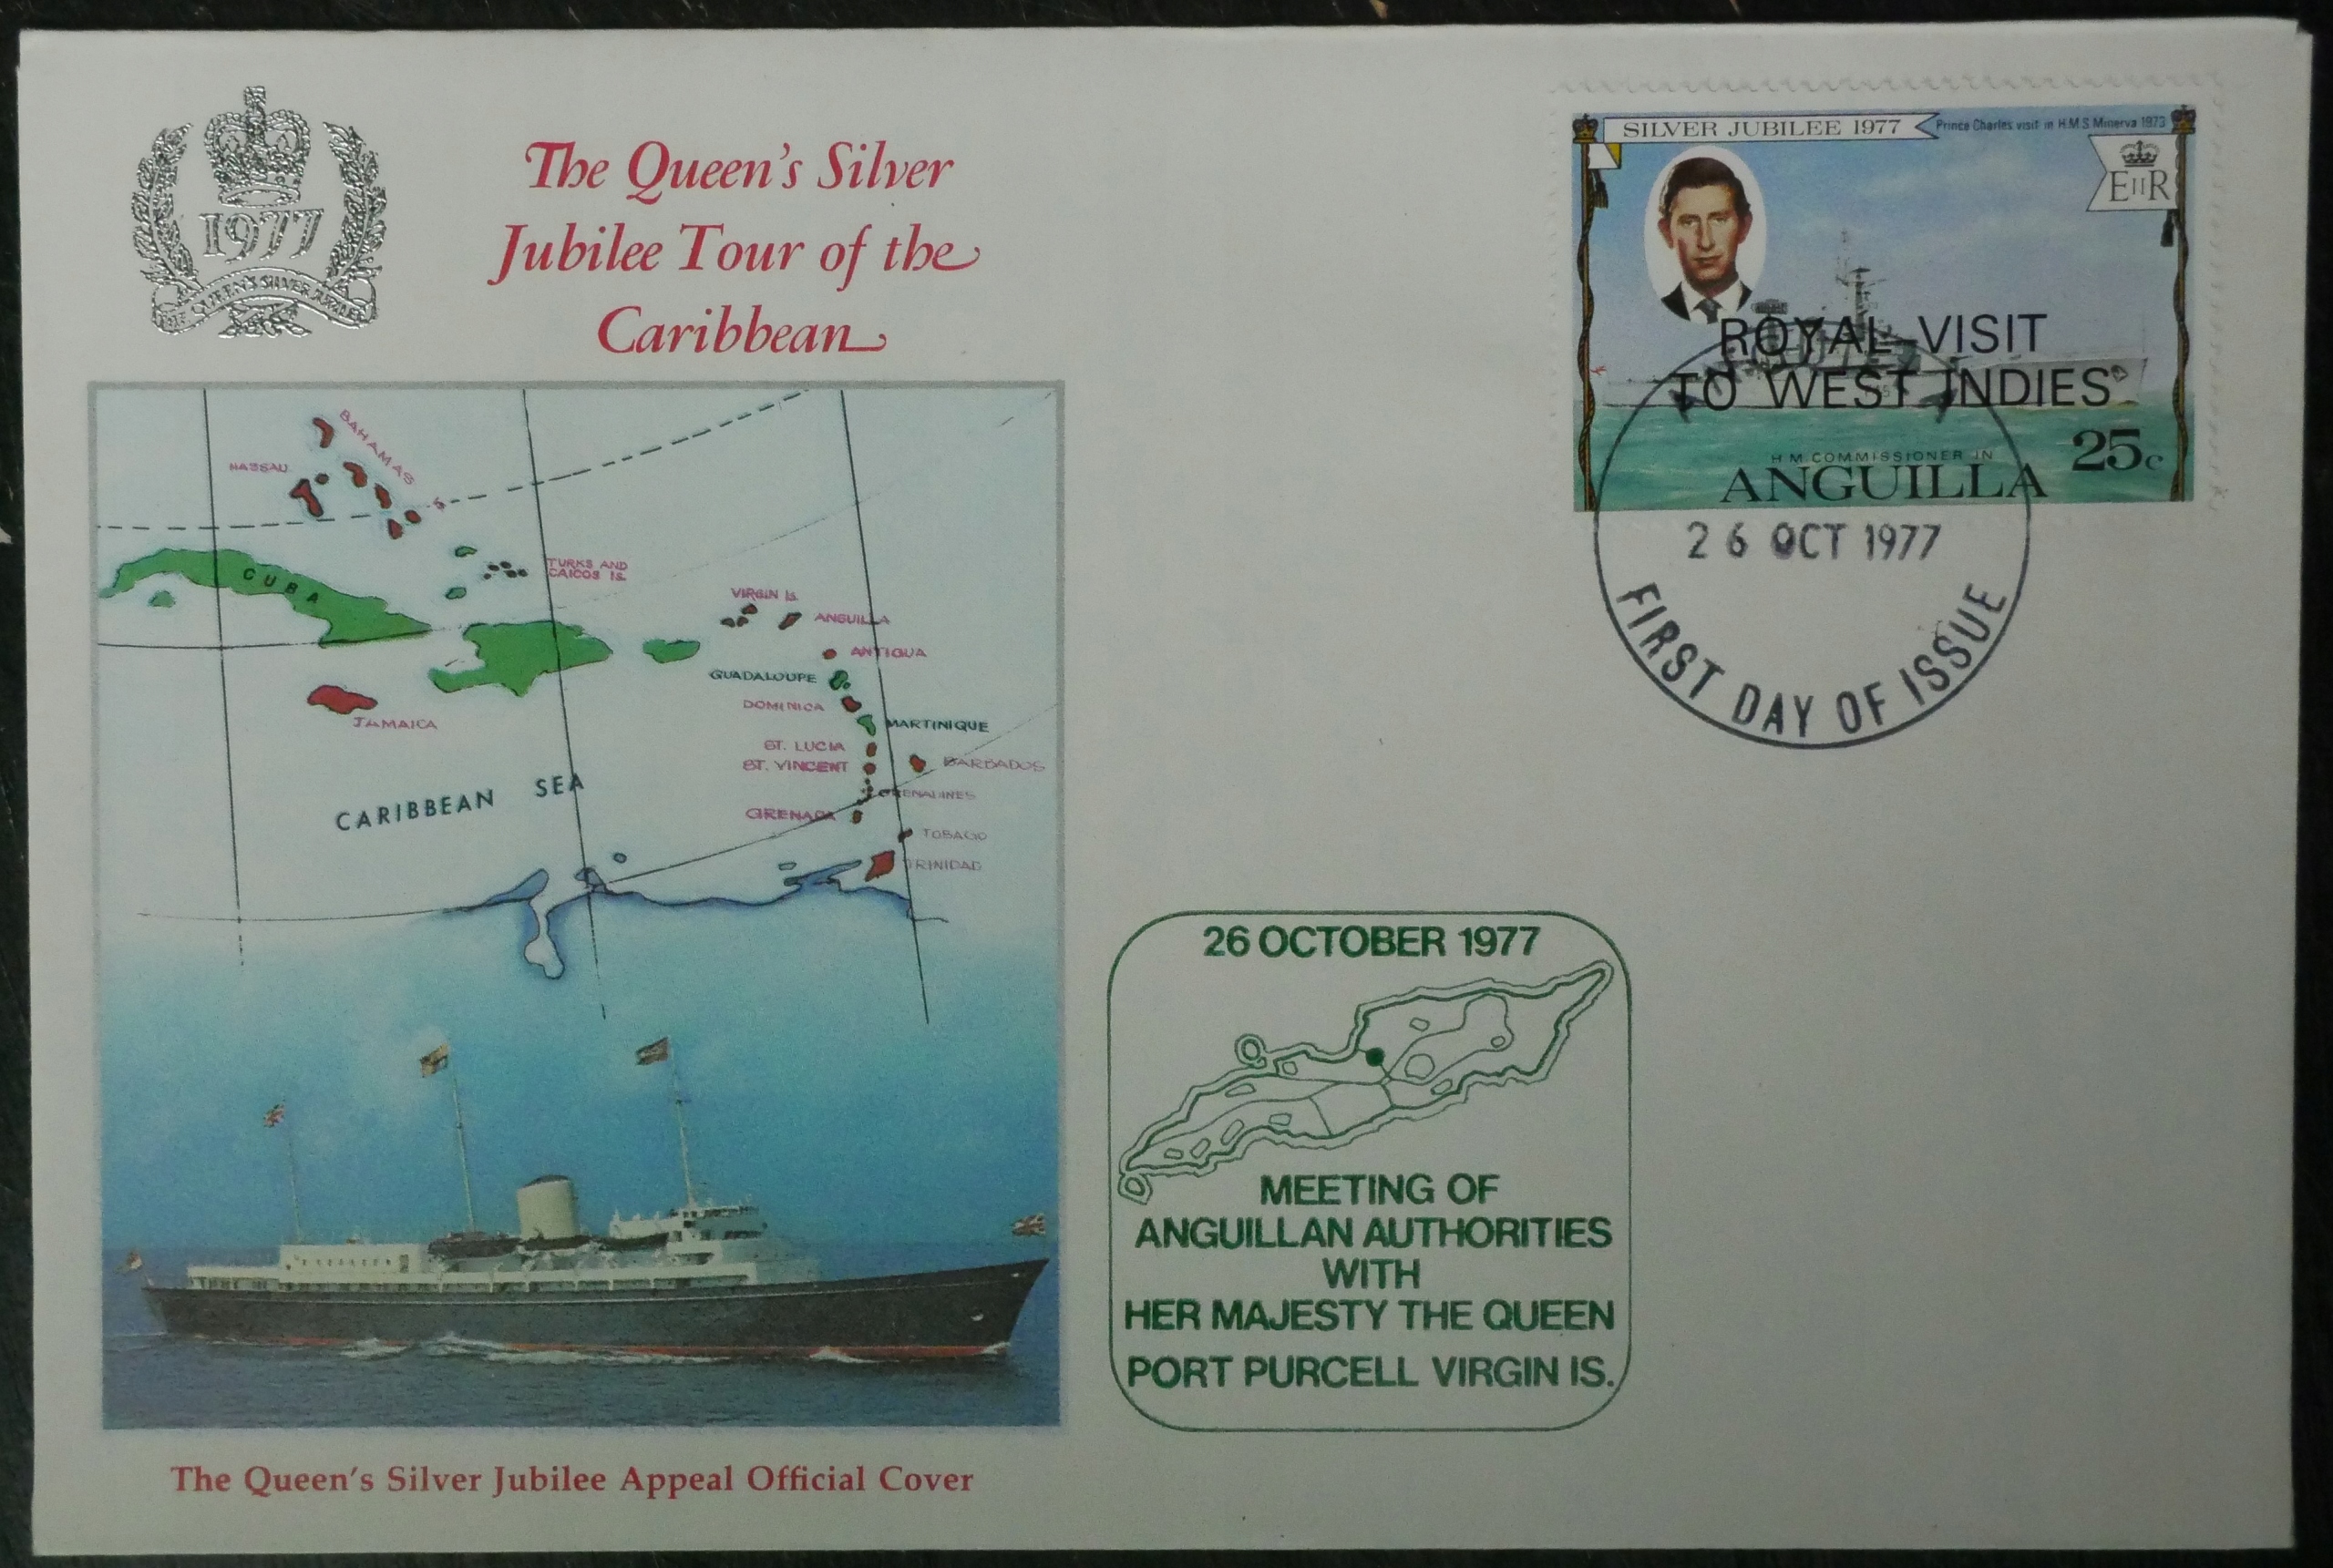 1977
THE QUEEN'S SILVER JUBILEE
The Queen's Silver
Jubilee Tour of the
Caribbean
SILVER JUBILEE 1977
Prince Charles visit in H.M.S Minerva 1973
EIIR
ROYAL VISIT
TO WEST INDIES
H M COMMISSIONER IN
ANGUILLA
25c
26 OCT 1977
FIRST DAY OF ISSUE
BAHAMAS
NASSAU
CUBA
TURKS AND
CAICOS IS.
VIRGIN Is
ANGUILLA
ANTIGUA
GUADALOUPE
DOMINICA
MARTINIQUE
JAMAICA
ST. LUCIA
ST. VINCENT
BARBADOS
CARIBBEAN SEA
GRENADINES
GRENADA
TOBAGO
TRINIDAD
26 OCTOBER 1977
MEETING OF
ANGUILLAN AUTHORITIES
WITH
HER MAJESTY THE QUEEN
PORT PURCELL VIRGIN IS.
The Queen's Silver Jubilee Appeal Official Cover